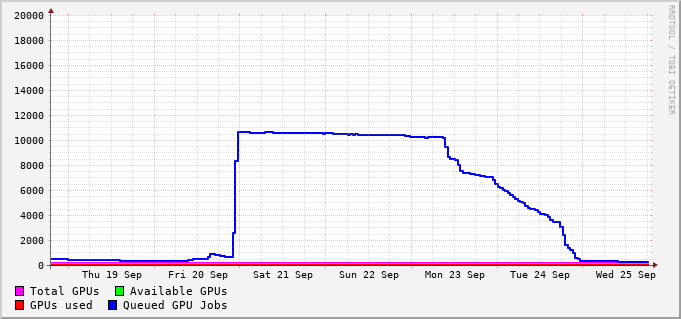 20000
18000
16000
14000
12000
10000
8000
6000
4000
2000
0
Thu 19 Sep Fri 20 Sep Sat 21 Sep Sun 22 Sep Mon 23 Sep Tue 24 Sep Wed 25 Sep
Total GPUs Available GPUs
GPUs used Queued GPU Jobs
RRDTOOL / TOBI OETIKER